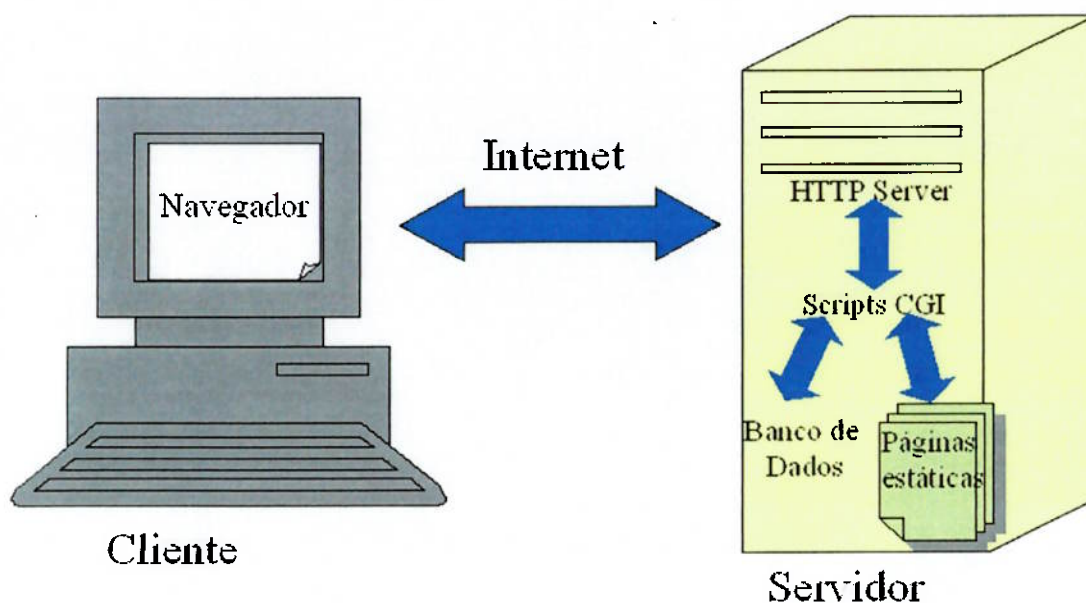 Internet
Navegador
HTTP Server
Scripts CGI
Banco de
Dados
Páginas
estáticas
Cliente
Servidor